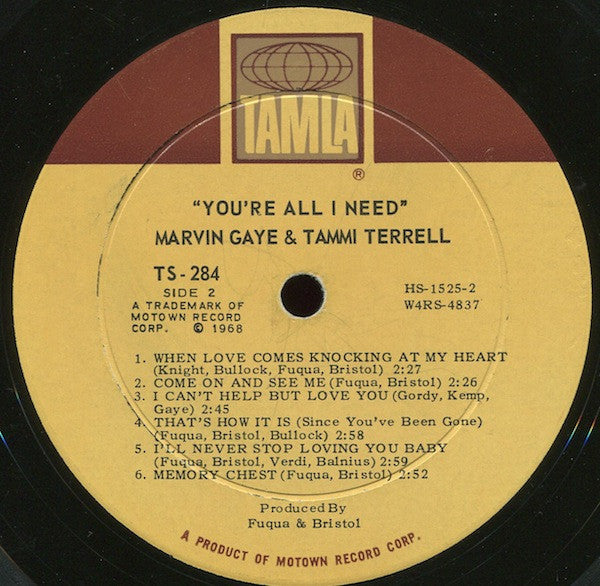 TAMLA
®
"YOU'RE ALL I NEED"
MARVIN GAYE & TAMMI TERRELL
TS-284
SIDE 2
A TRADEMARK OF
MOTOWN RECORD
CORP. © 1968
HS-1525-2
W4RS-4837
1. WHEN LOVE COMES KNOCKING AT MY HEART
(Knight, Bullock, Fuqua, Bristol) 2:27
2. COME ON AND SEE ME (Fuqua, Bristol) 2:26
3. I CAN'T HELP BUT LOVE YOU (Gordy, Kemp,
Gaye) 2:45
4. THAT'S HOW IT IS (Since You've Been Gone)
(Fuqua, Bristol, Bullock) 2:58
5. I'LL NEVER STOP LOVING YOU BABY
(Fuqua, Bristol, Verdi, Balnius) 2:59
6. MEMORY CHEST (Fuqua, Bristol) 2:52
Produced By
Fuqua & Bristol
A PRODUCT OF MOTOWN RECORD CORP.